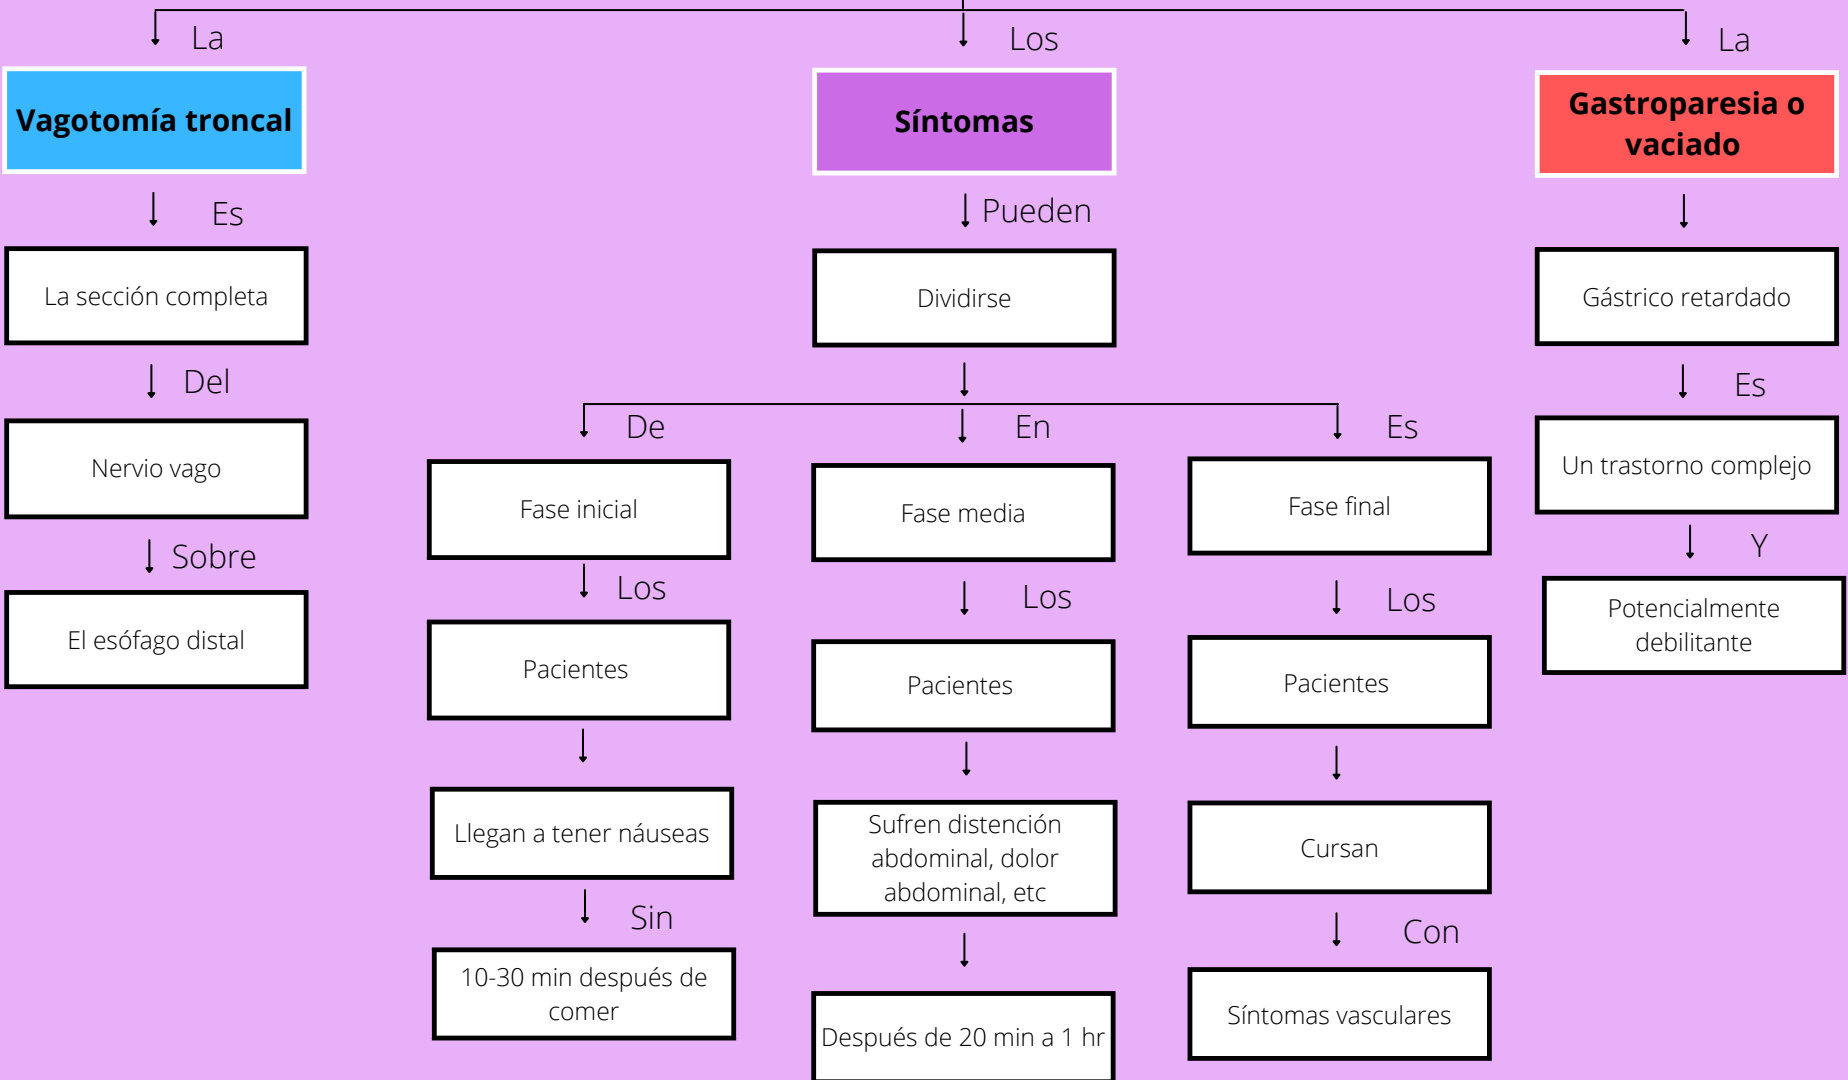 La
Los
La
Vagotomía troncal
Síntomas
Gastroparesia o
vaciado
Es
Pueden
La sección completa
Dividirse
Gástrico retardado
Del
Es
De
En
Es
Nervio vago
Fase inicial
Fase media
Fase final
Un trastorno complejo
Sobre
Los
Los
Los
Y
El esófago distal
Pacientes
Pacientes
Pacientes
Potencialmente
debilitante
Llegan a tener náuseas
Sufren distención
abdominal, dolor
abdominal, etc
Cursan
Sin
Con
10-30 min después de
comer
Después de 20 min a 1 hr
Síntomas vasculares